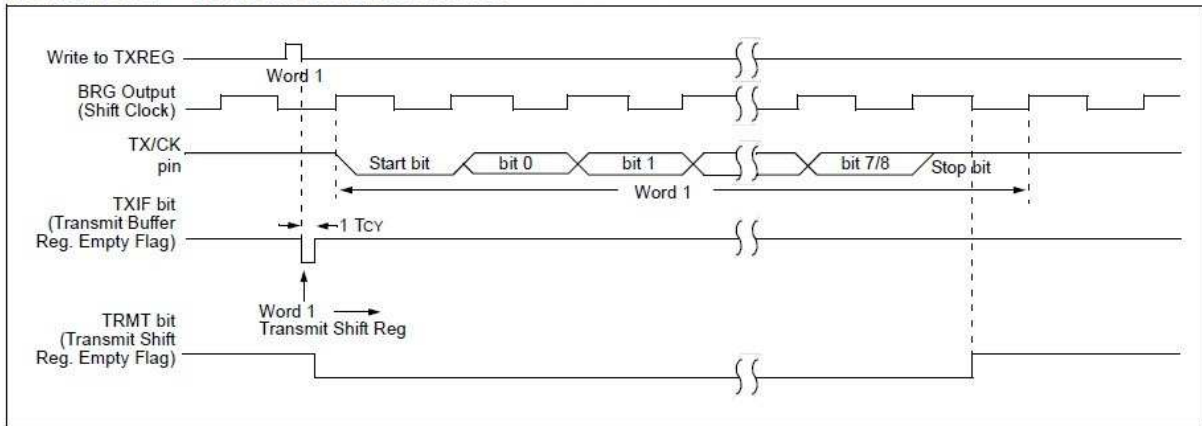 Write to TXREG
Word 1
BRG Output
(Shift Clock)
TX/CK
pin
Start bit
bit 0
bit 1
bit 7/8
Stop bit
Word 1
TXIF bit
(Transmit Buffer
Reg. Empty Flag)
1 TCY
Word 1
Transmit Shift Reg
TRMT bit
(Transmit Shift
Reg. Empty Flag)